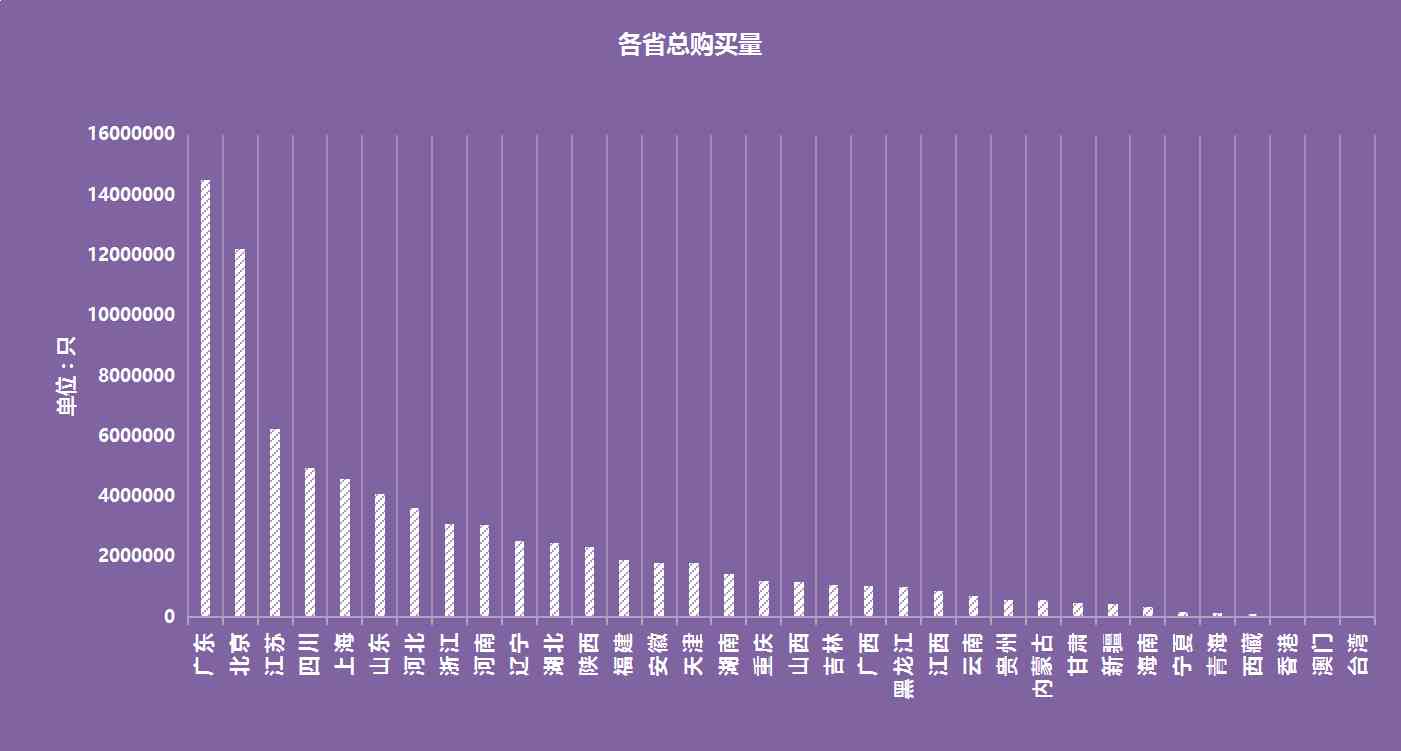 各省总购买量
单位：只
16000000
14000000
12000000
10000000
8000000
6000000
4000000
2000000
0
广东
北京
江苏
四川
上海
山东
河北
浙江
河南
辽宁
湖北
陕西
福建
安徽
天津
湖南
重庆
山西
吉林
广西
黑龙江
江西
云南
贵州
内蒙古
甘肃
新疆
海南
宁夏
青海
西藏
香港
澳门
台湾